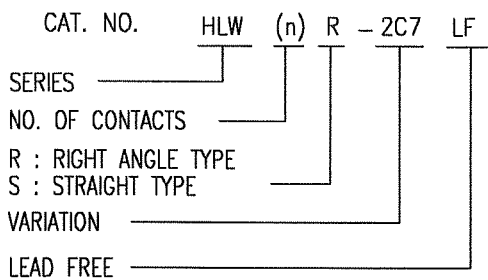 CAT. NO. HLW (n) R - 2C7 LF
SERIES
NO. OF CONTACTS
R : RIGHT ANGLE TYPE
S : STRAIGHT TYPE
VARIATION
LEAD FREE